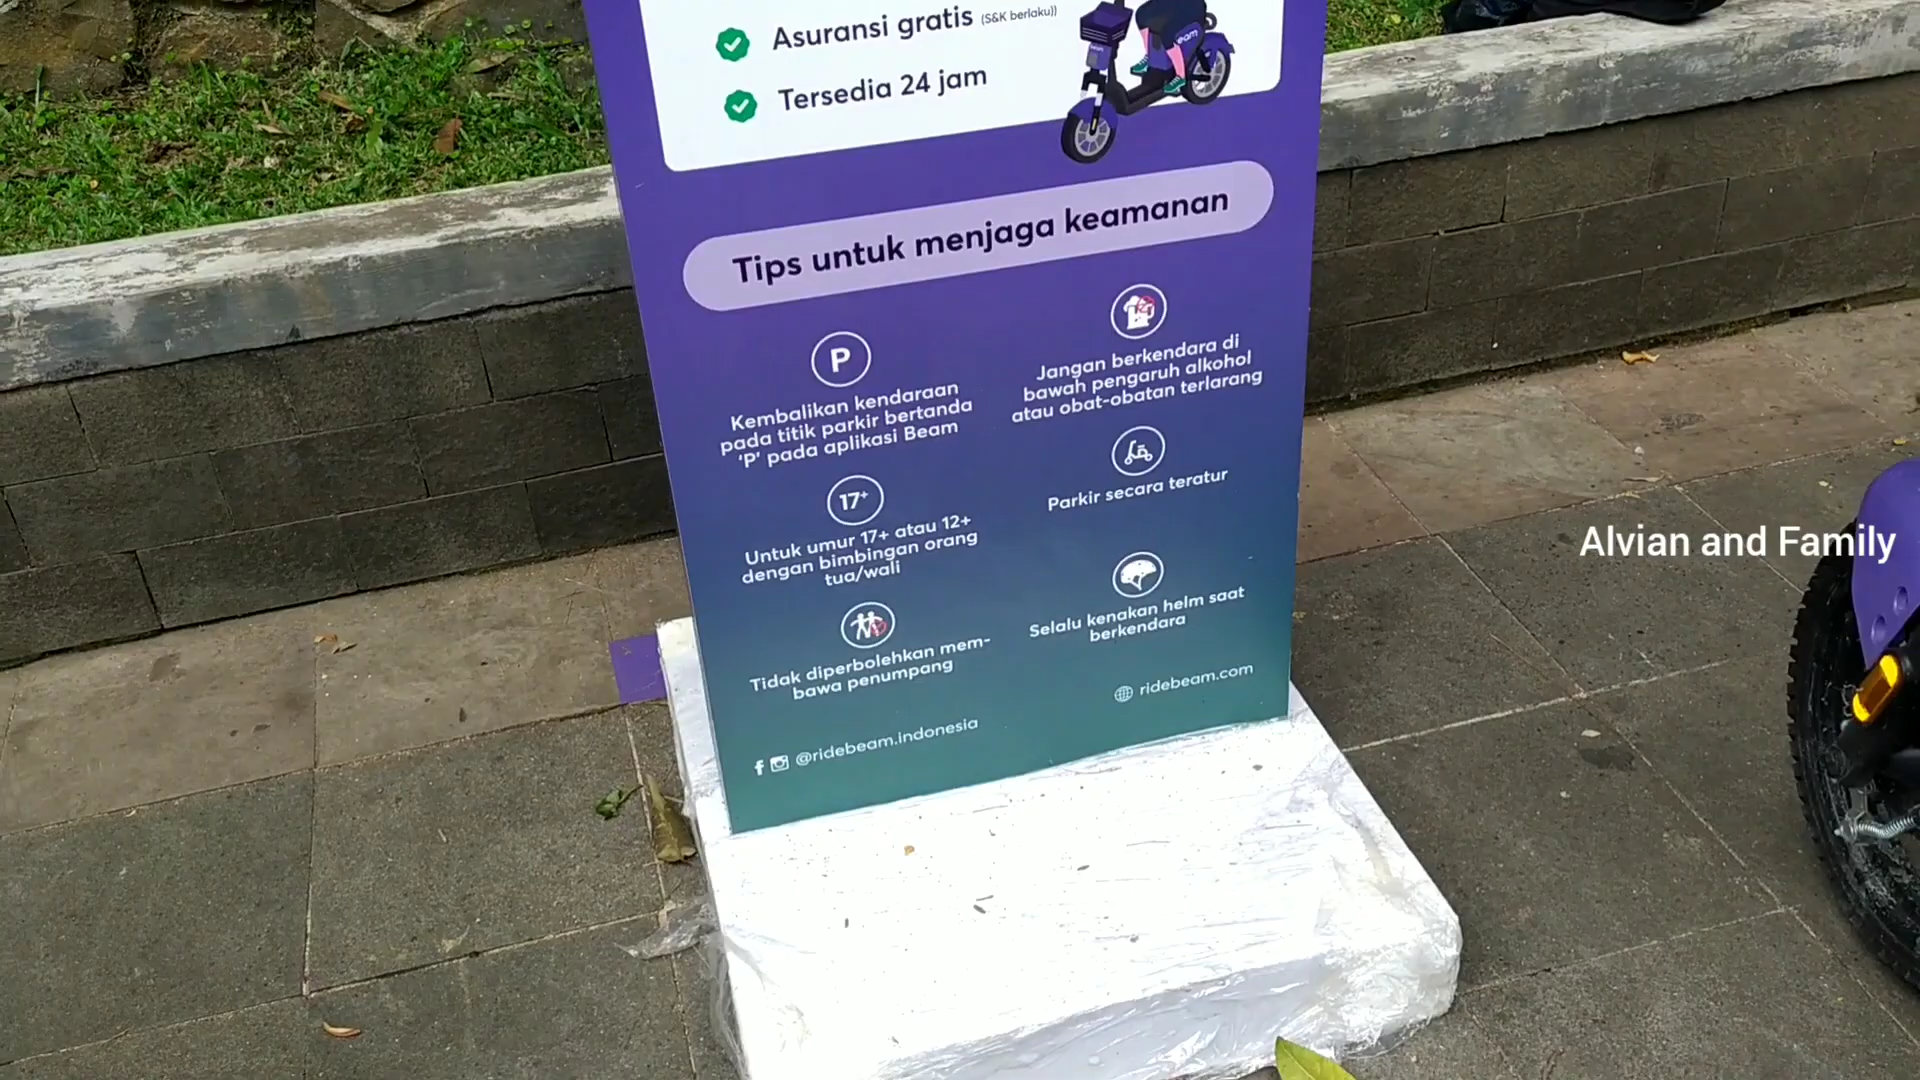 Asuransi gratis (S&K berlaku))
Tersedia 24 jam
beam
Tips untuk menjaga keamanan
P
Kembalikan kendaraan
pada titik parkir bertanda
'P' pada aplikasi Beam
Jangan berkendara di
bawah pengaruh alkohol
atau obat-obatan terlarang
17+
Untuk umur 17+ atau 12+
dengan bimbingan orang
tua/wali
Parkir secara teratur
Tidak diperbolehkan mem-
bawa penumpang
Selalu kenakan helm saat
berkendara
@ridebeam.indonesia
ridebeam.com
Alvian and Family